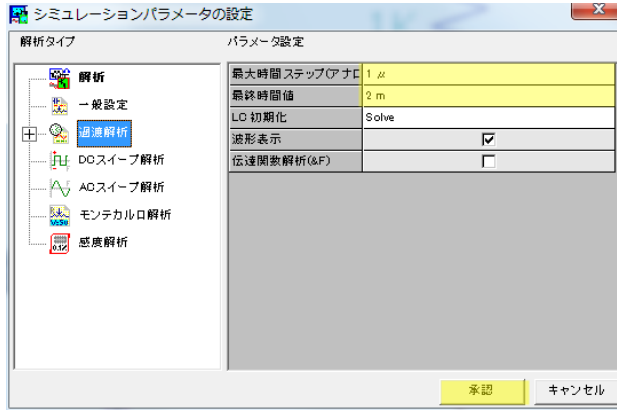 シミュレーションパラメータの設定
解析タイプ
パラメータ設定
解析
一般設定
過渡解析
DCスイープ解析
ACスイープ解析
モンテカルロ解析
感度解析
最大時間ステップ(アナロ 1 μ
最終時間値 2 m
LC 初期化 Solve
波形表示
伝達関数解析(&F)
承認
キャンセル